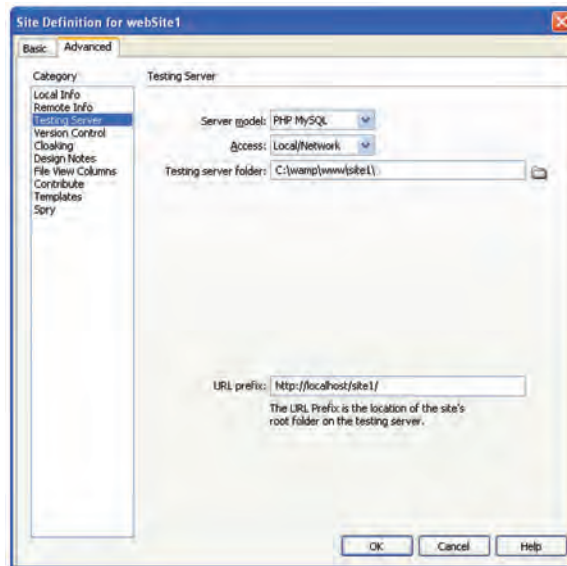 Site Definition for webSite1
Basic Advanced
Category
Local Info
Remote Info
Testing Server
Version Control
Cloaking
Design Notes
File View Columns
Contribute
Templates
Spry
Testing Server
Server model: PHP MySQL
Access: Local/Network
Testing server folder: C:\wamp\www\site1\
URL prefix: http://localhost/site1/
The URL Prefix is the location of the site's
root folder on the testing server.
OK Cancel Help